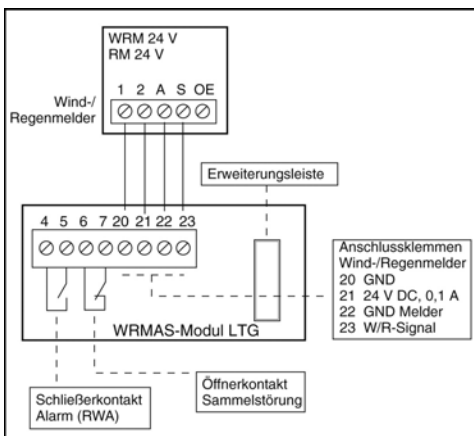 WRM 24 V
RM 24 V
1 2 A S OE
Wind-/
Regenmelder
Erweiterungsleiste
4 5 6 7 20 21 22 23
Anschlussklemmen
Wind-/Regenmelder
20 GND
21 24 V DC, 0,1 A
22 GND Melder
23 W/R-Signal
WRMAS-Modul LTG
Schließerkontakt
Alarm (RWA)
Öffnerkontakt
Sammelstörung